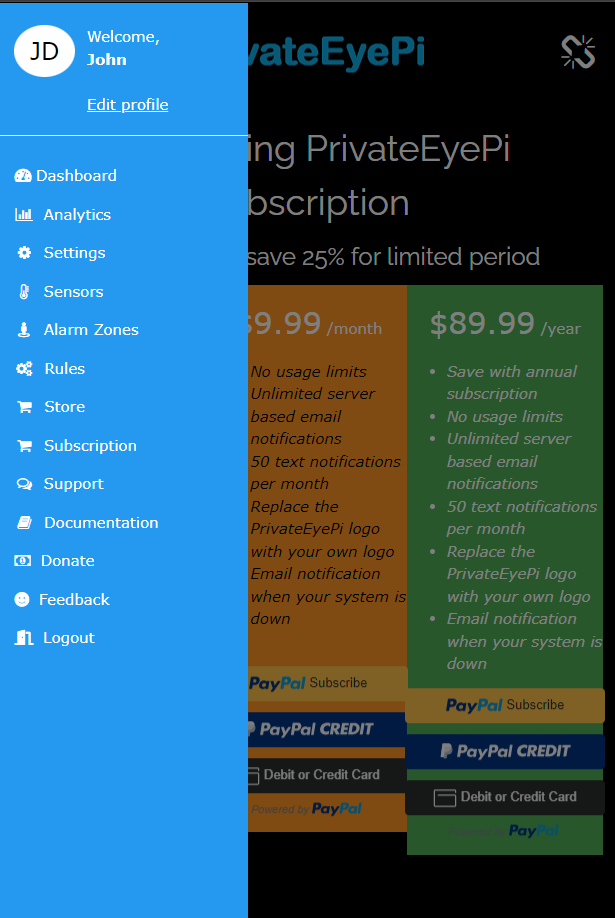 JD
Welcome,
John
Edit profile
Dashboard
Analytics
Settings
Sensors
Alarm Zones
Rules
Store
Subscription
Support
Documentation
Donate
Feedback
Logout
vateEyePi
ing PrivateEyePi
bscription
save 25% for limited period
$9.99 /month
No usage limits
Unlimited server
based email
notifications
50 text notifications
per month
Replace the
PrivateEyePi logo
with your own logo
Email notification
when your system is
down
PayPal Subscribe
PayPal CREDIT
Debit or Credit Card
Powered by PayPal
$89.99 /year
• Save with annual
subscription
• No usage limits
• Unlimited server
based email
notifications
• 50 text notifications
per month
• Replace the
PrivateEyePi logo
with your own logo
• Email notification
when your system is
down
PayPal Subscribe
PayPal CREDIT
Debit or Credit Card
PayPal